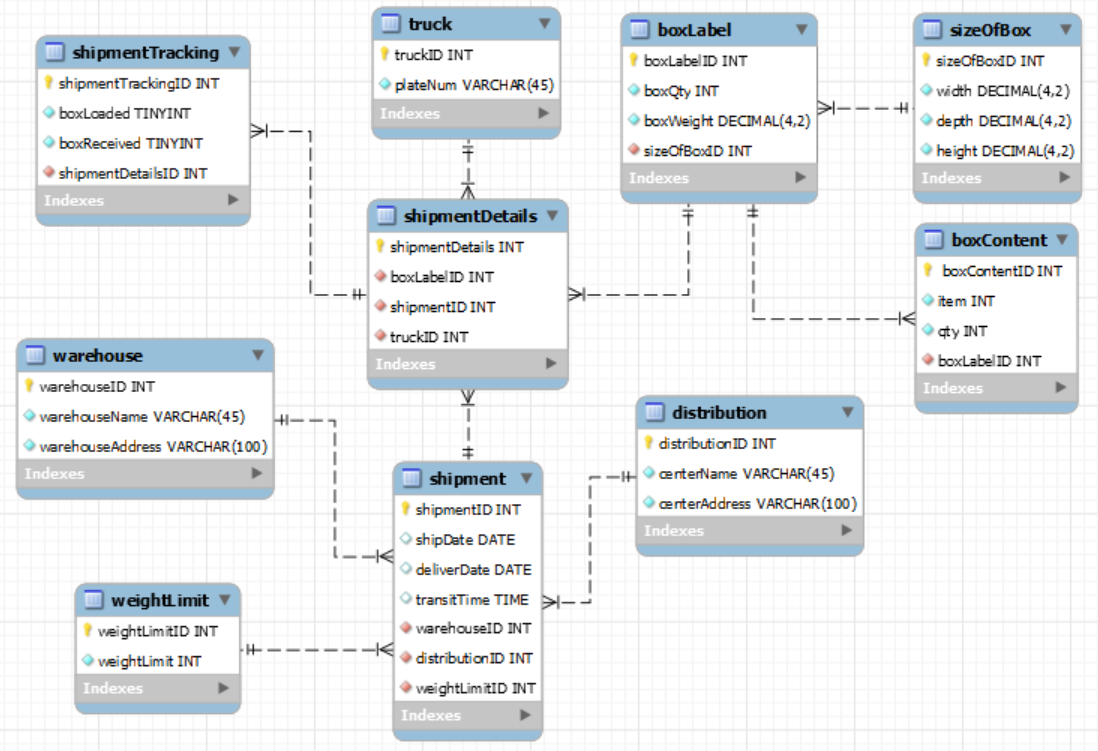 shipmentTracking
shipmentTrackingID INT
boxLoaded TINYINT
boxReceived TINYINT
shipmentDetailsID INT
Indexes
truck
truckID INT
plateNum VARCHAR(45)
Indexes
boxLabel
boxLabelID INT
boxQty INT
boxWeight DECIMAL(4,2)
sizeOfBoxID INT
Indexes
sizeOfBox
sizeOfBoxID INT
width DECIMAL(4,2)
depth DECIMAL(4,2)
height DECIMAL(4,2)
Indexes
shipmentDetails
shipmentDetails INT
boxLabelID INT
shipmentID INT
truckID INT
Indexes
boxContent
boxContentID INT
item INT
qty INT
boxLabelID INT
Indexes
warehouse
warehouseID INT
warehouseName VARCHAR(45)
warehouseAddress VARCHAR(100)
Indexes
distribution
distributionID INT
centerName VARCHAR(45)
centerAddress VARCHAR(100)
Indexes
shipment
shipmentID INT
shipDate DATE
deliverDate DATE
transitTime TIME
warehouseID INT
distributionID INT
weightLimitID INT
Indexes
weightLimit
weightLimitID INT
weightLimit INT
Indexes